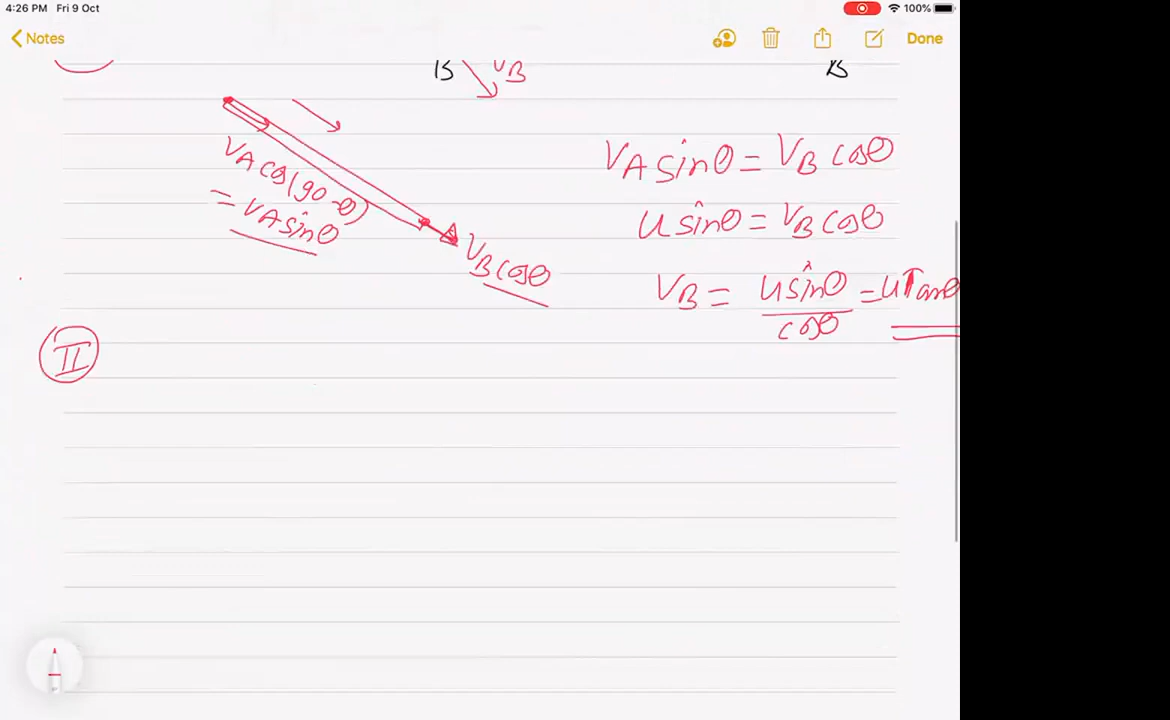 4:26 PM Fri 9 Oct
100%
Notes
Done
B
VB
B
VA cos(90-θ)
= VA sinθ
VB cosθ
VA sinθ = VB cosθ
u sinθ = VB cosθ
VB = u sinθ / cosθ = u Tanθ
II